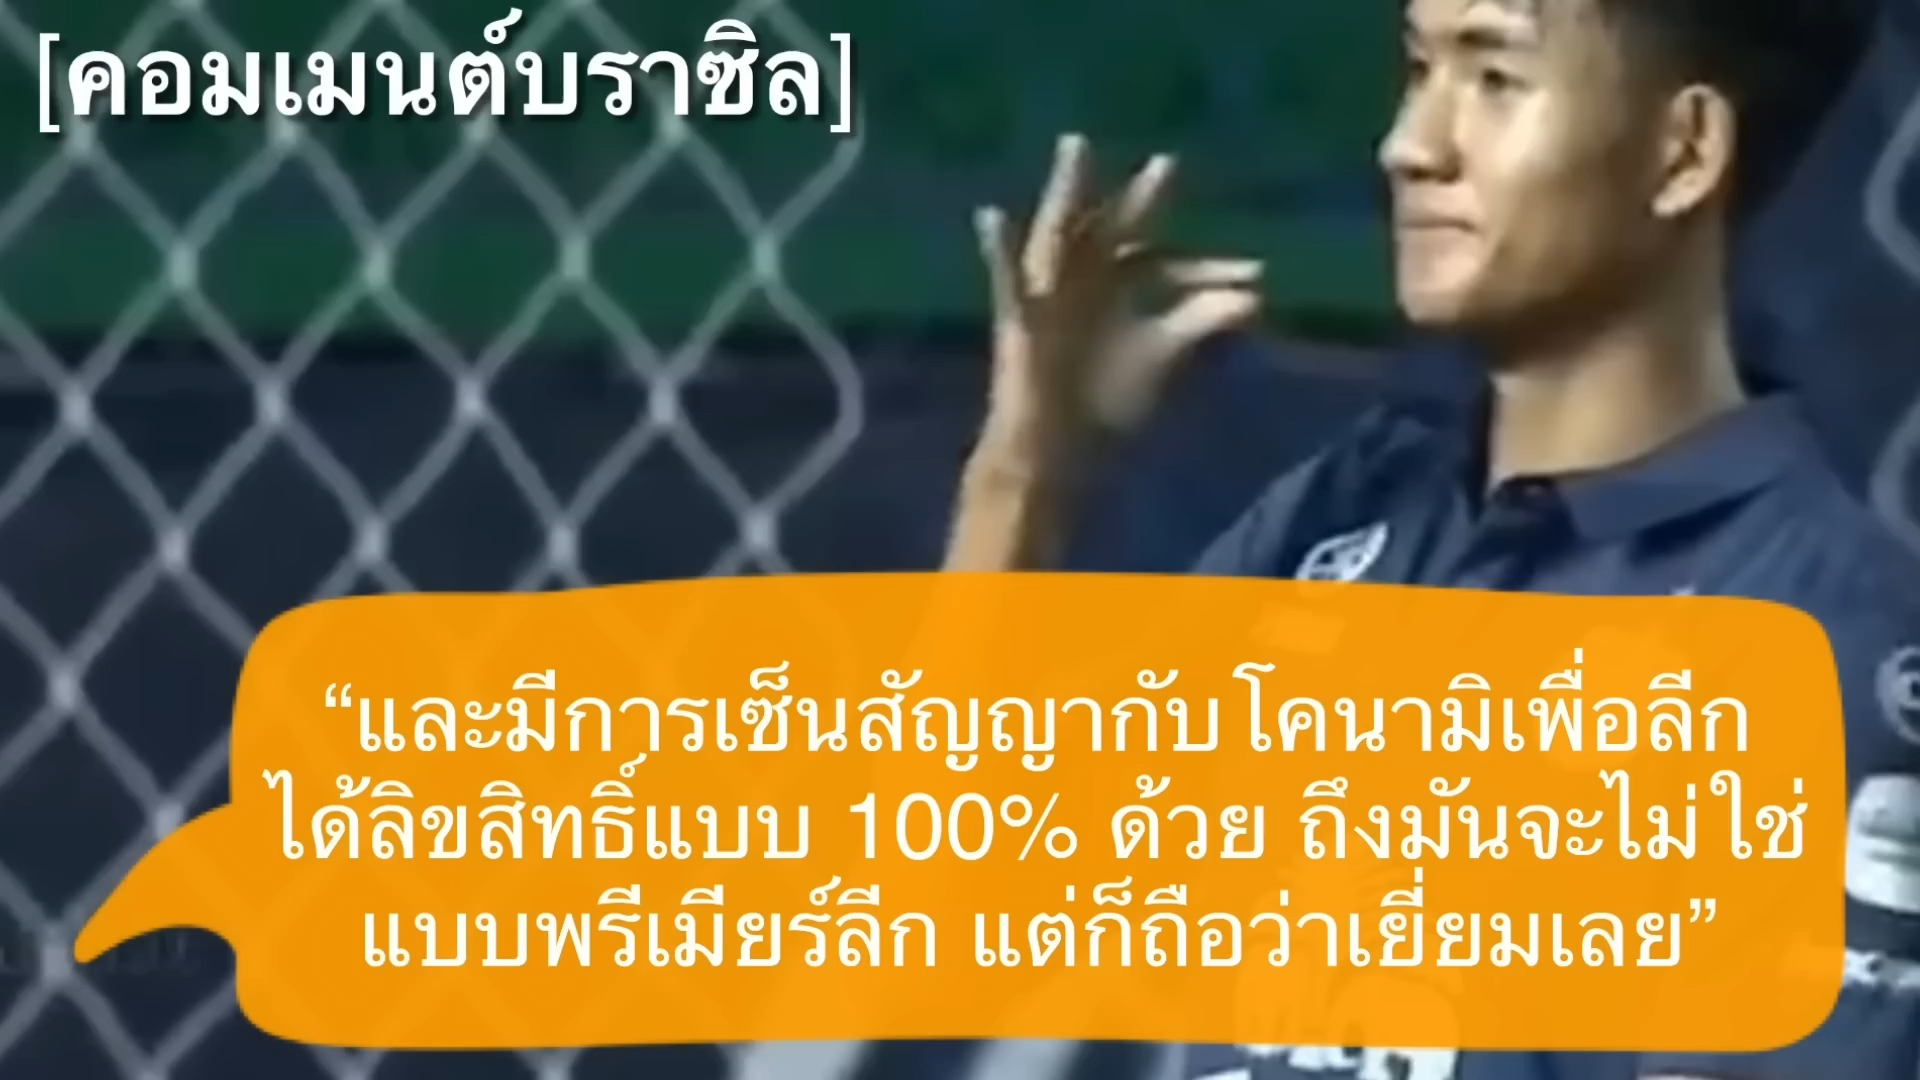 [คอมเมนต์บราซิล]
“และมีการเซ็นสัญญากับโคนามิเพื่อลีก
ได้ลิขสิทธิ์แบบ 100% ด้วย ถึงมันจะไม่ใช่
แบบพรีเมียร์ลีก แต่ก็ถือว่าเยี่ยมเลย”